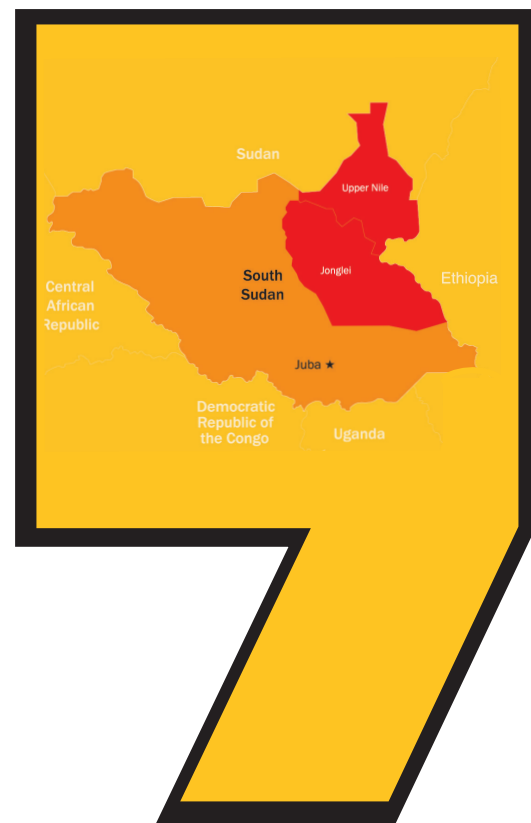 Sudan
Upper Nile
Jonglei
South
Sudan
Ethiopia
Central
African
Republic
Juba
Democratic
Republic of
the Congo
Uganda